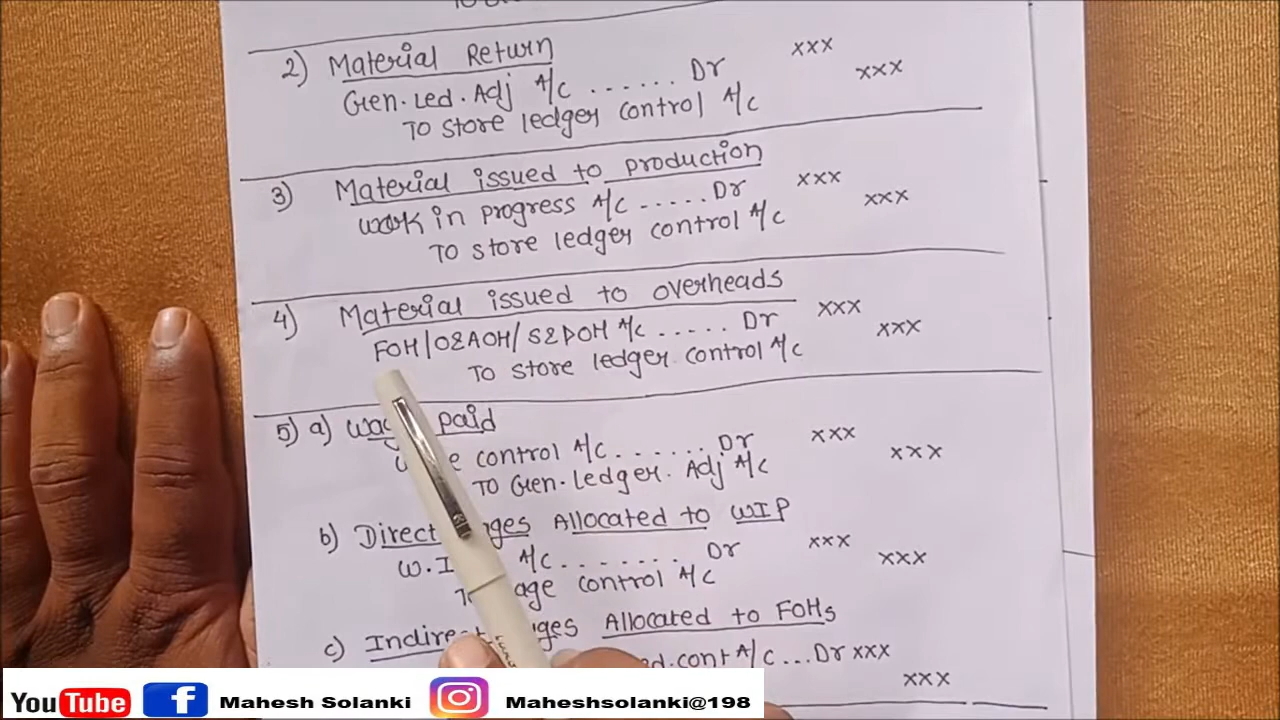 2) Material Return
Gen. Led. Adj A/c ...... Dr xxx
To store ledger control A/c xxx
3) Material issued to production
work in progress A/c ..... Dr xxx
To store ledger control A/c xxx
4) Material issued to overheads
FOH/O&AOH/S&DOH A/c ..... Dr xxx
To store ledger control A/c xxx
5) a) paid
control A/c ...... Dr xxx
To Gen. Ledger. Adj A/c xxx
b) Direct Allocated to WIP
A/c ....... Dr xxx
control A/c xxx
c) Allocated to FOHs
cont A/c ... Dr xxx
xxx
YouTube f Mahesh Solanki Maheshsolanki@198